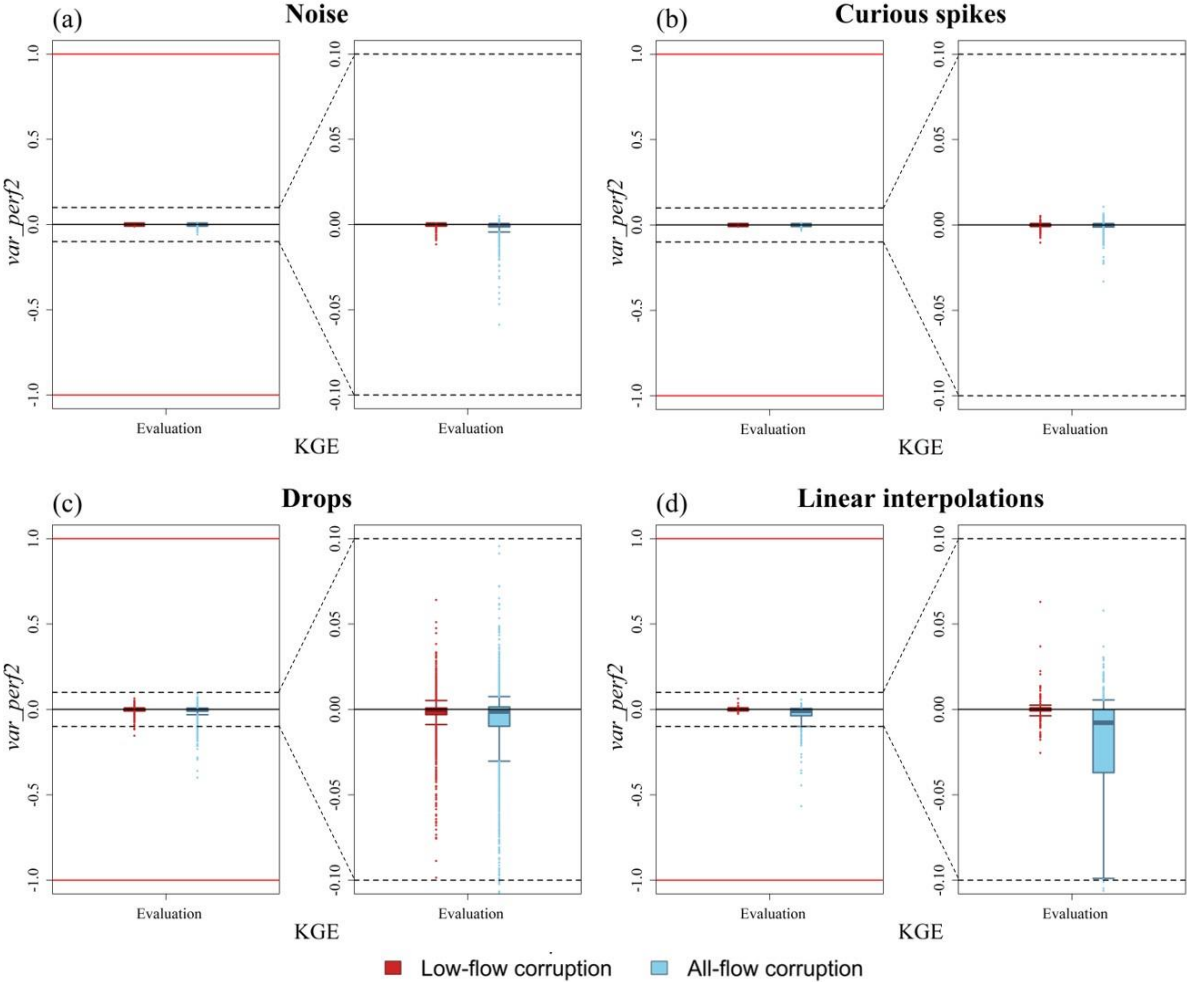 (a) Noise
(b) Curious spikes
var_perf2
1.0
0.5
0.0
-0.5
-1.0
Evaluation
0.10
0.05
0.00
-0.05
-0.10
Evaluation
KGE
var_perf2
1.0
0.5
0.0
-0.5
-1.0
Evaluation
0.10
0.05
0.00
-0.05
-0.10
Evaluation
KGE
(c) Drops
(d) Linear interpolations
var_perf2
1.0
0.5
0.0
-0.5
-1.0
Evaluation
0.10
0.05
0.00
-0.05
-0.10
Evaluation
KGE
var_perf2
1.0
0.5
0.0
-0.5
-1.0
Evaluation
0.10
0.05
0.00
-0.05
-0.10
Evaluation
KGE
Low-flow corruption
All-flow corruption